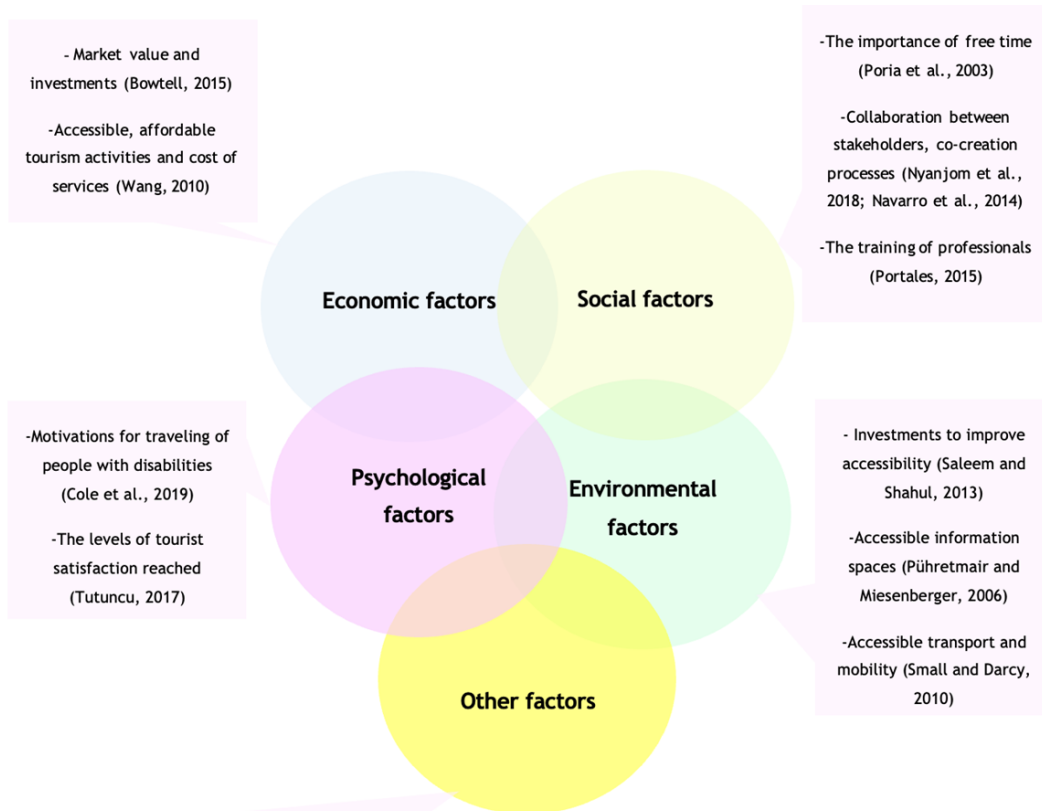 - Market value and
investments (Bowtell, 2015)
-Accessible, affordable
tourism activities and cost of
services (Wang, 2010)
-The importance of free time
(Poria et al., 2003)
-Collaboration between
stakeholders, co-creation
processes (Nyanjom et al.,
2018; Navarro et al., 2014)
-The training of professionals
(Portales, 2015)
Economic factors
Social factors
-Motivations for traveling of
people with disabilities
(Cole et al., 2019)
-The levels of tourist
satisfaction reached
(Tutuncu, 2017)
Psychological
factors
Environmental
factors
- Investments to improve
accessibility (Saleem and
Shahul, 2013)
-Accessible information
spaces (Pühretmair and
Miesenberger, 2006)
-Accessible transport and
mobility (Small and Darcy,
2010)
Other factors